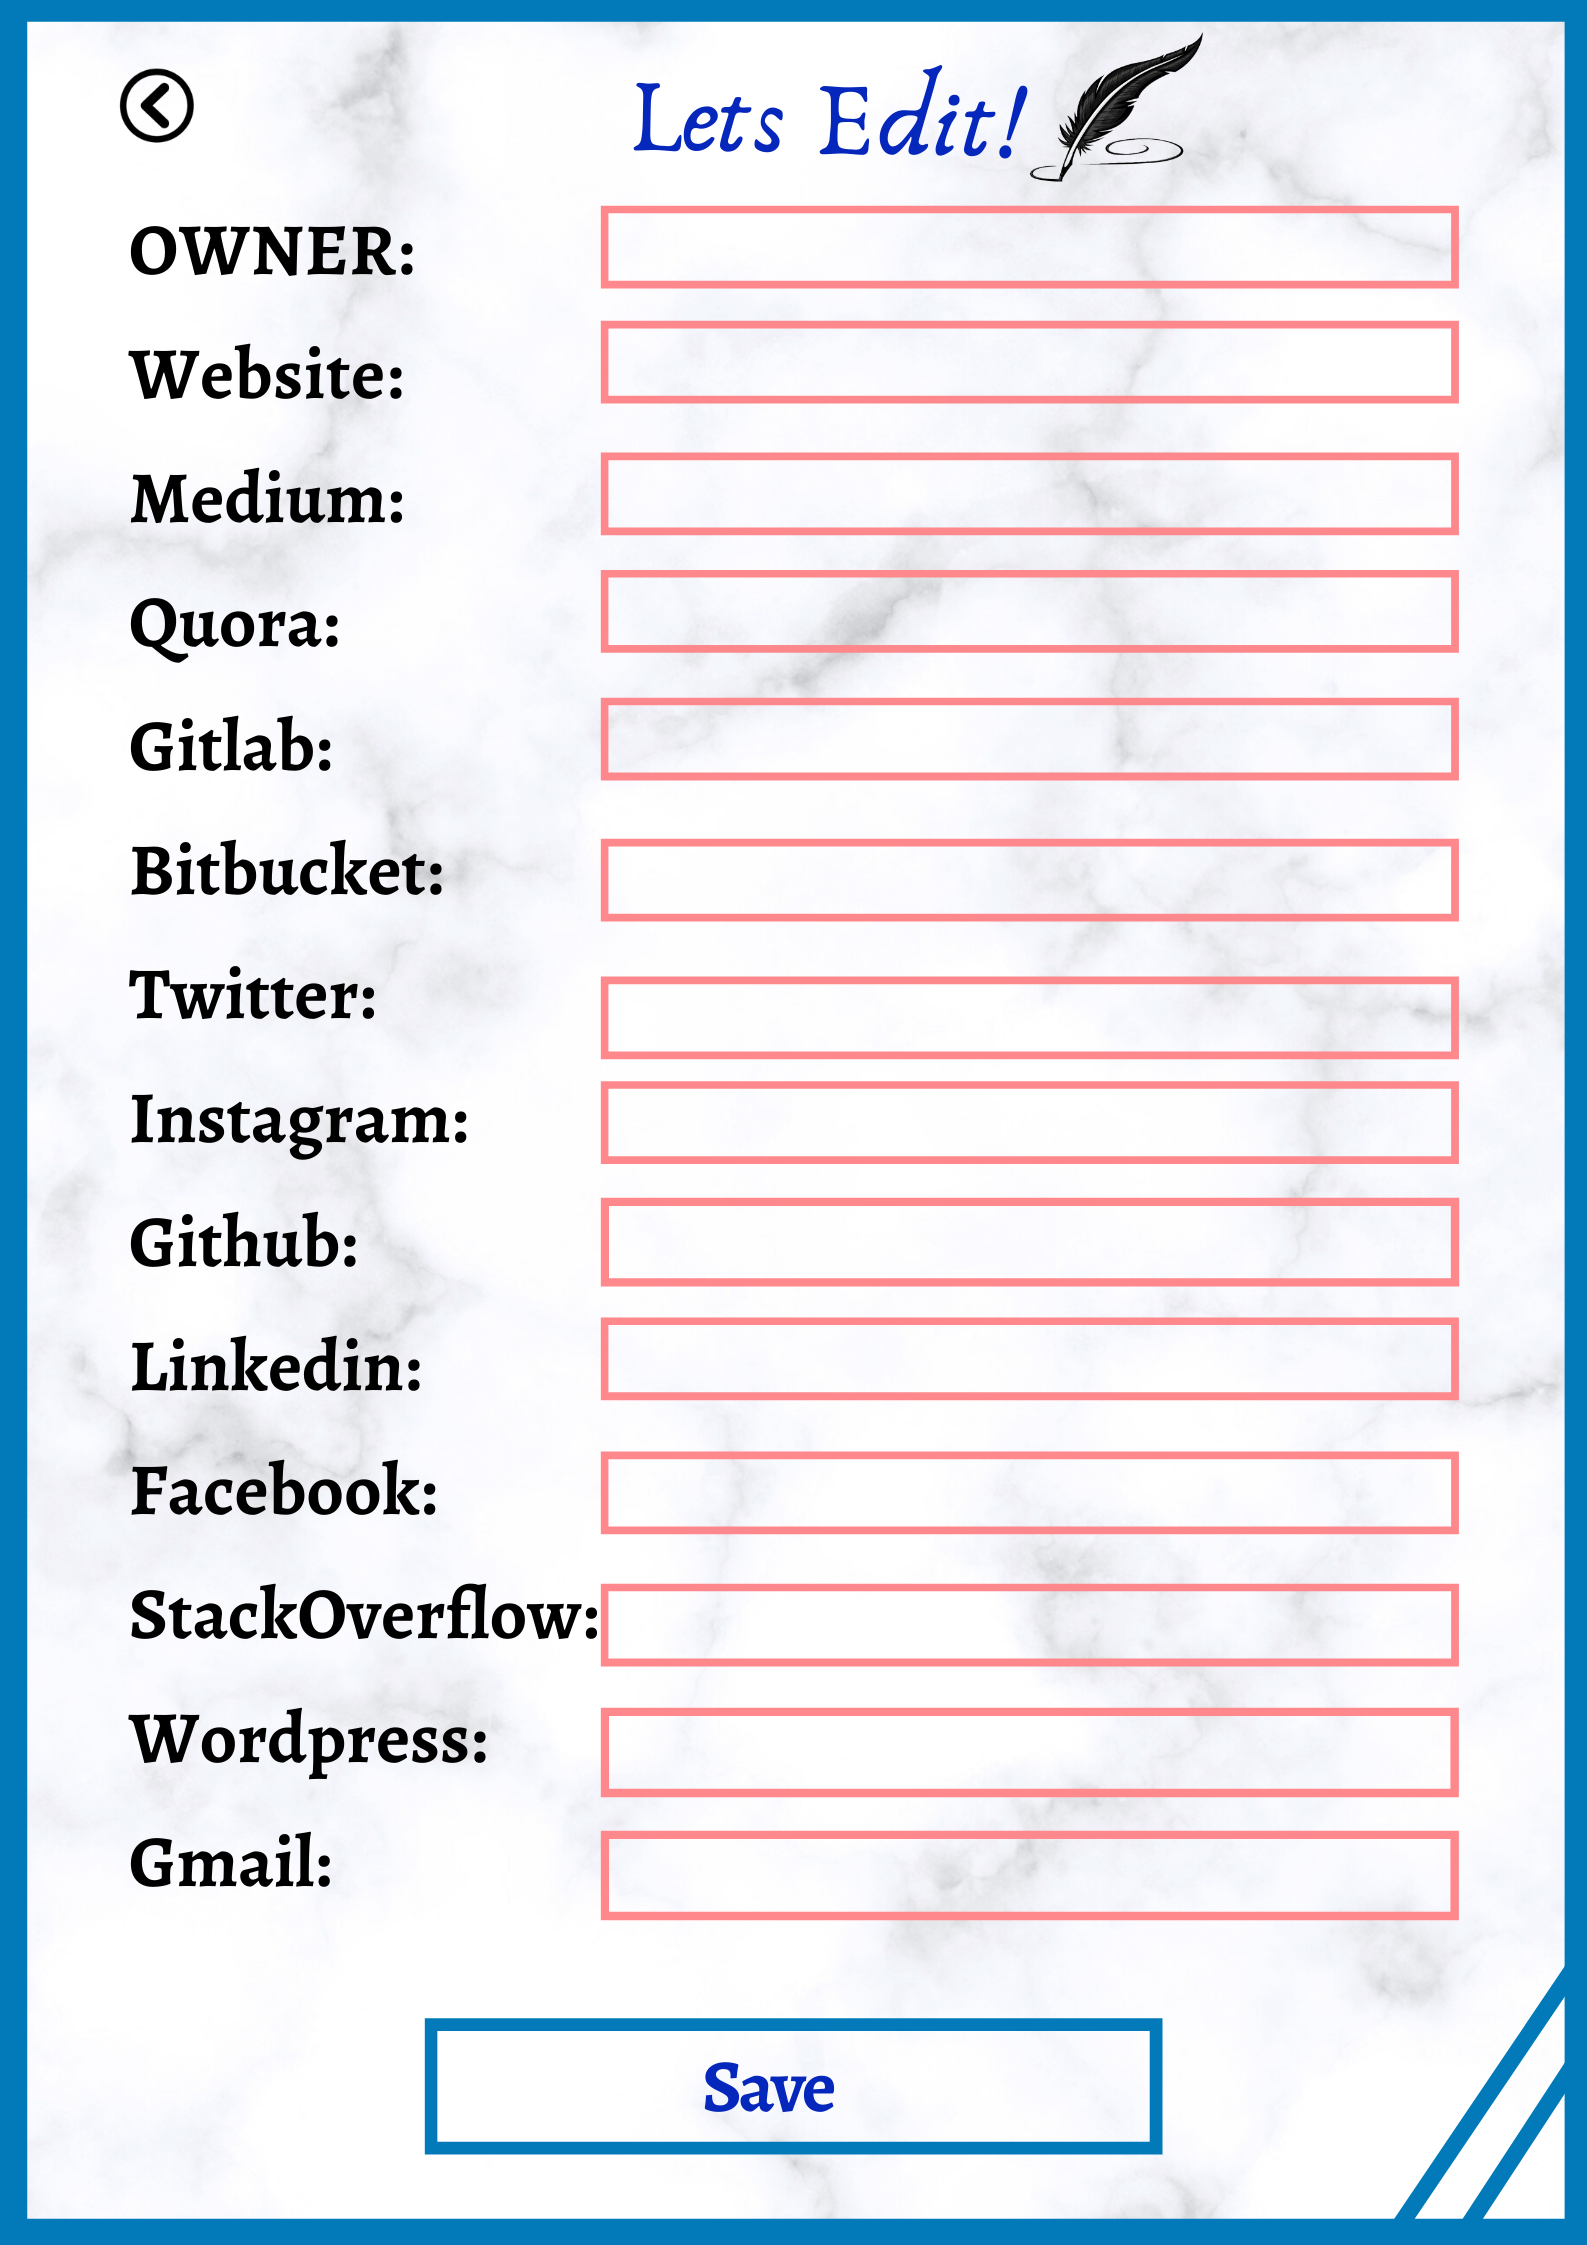 Lets Edit!
OWNER:
Website:
Medium:
Quora:
Gitlab:
Bitbucket:
Twitter:
Instagram:
Github:
Linkedin:
Facebook:
StackOverflow:
Wordpress:
Gmail:
Save